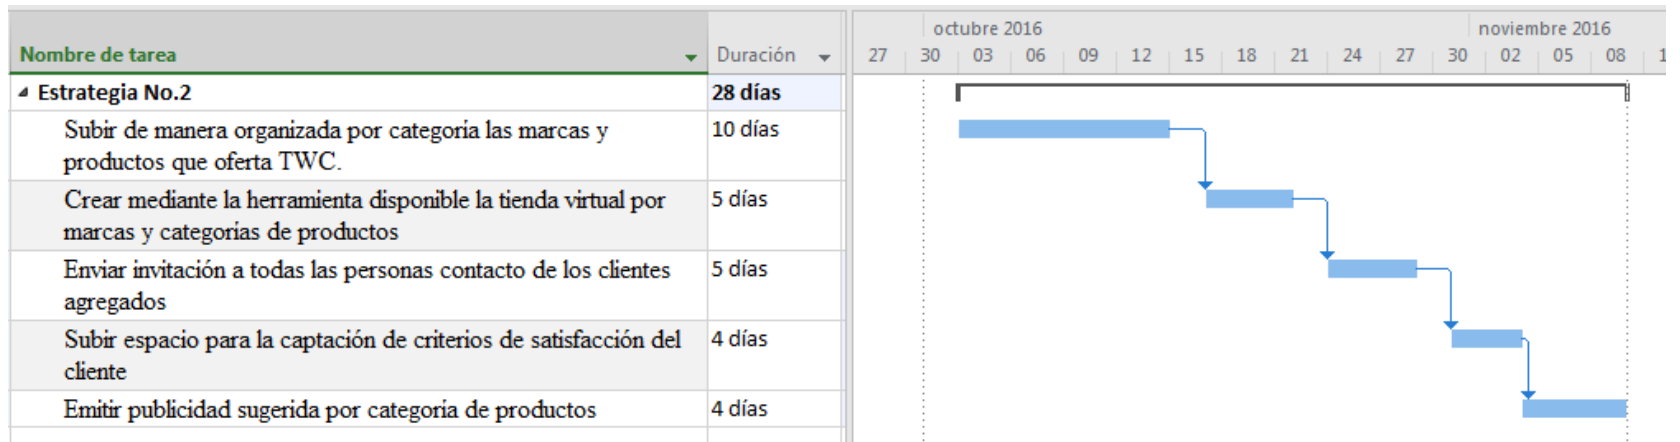 octubre 2016 noviembre 2016
Nombre de tarea Duración 27 30 03 06 09 12 15 18 21 24 27 30 02 05 08 1
Estrategia No.2 28 días
Subir de manera organizada por categoría las marcas y 10 días
productos que oferta TWC.
Crear mediante la herramienta disponible la tienda virtual por 5 días
marcas y categorias de productos
Enviar invitación a todas las personas contacto de los clientes 5 días
agregados
Subir espacio para la captación de criterios de satisfacción del 4 días
cliente
Emitir publicidad sugerida por categoría de productos 4 días